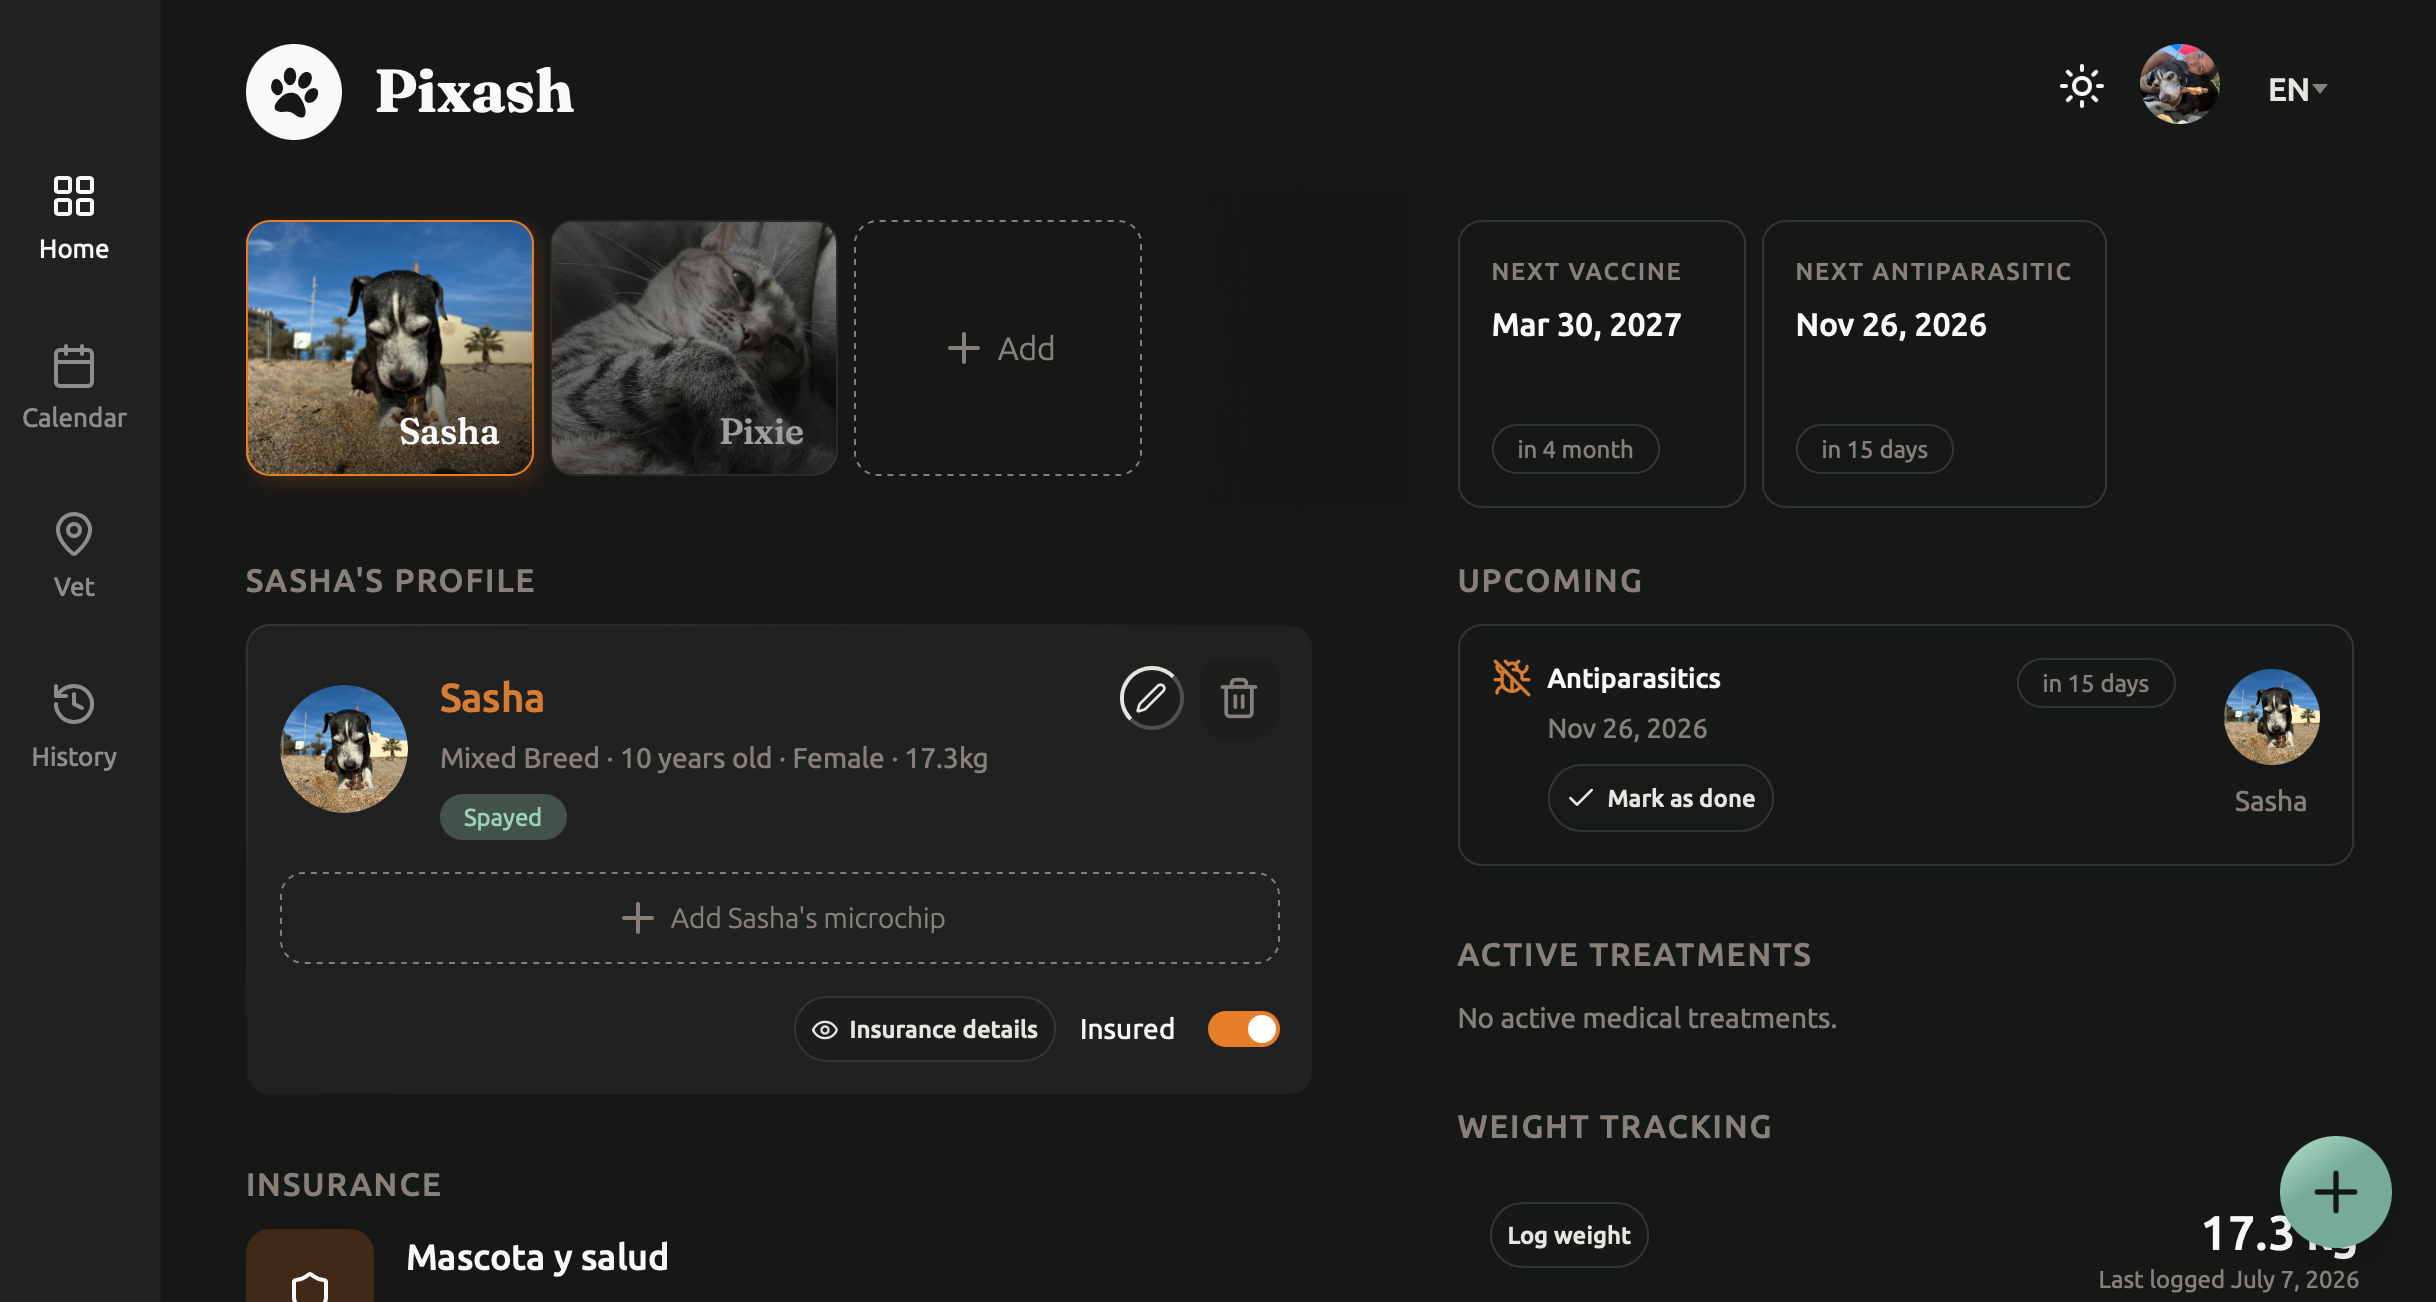 Pixash
EN
Home
Calendar
Vet
History
Sasha
Pixie
Add
NEXT VACCINE
Mar 30, 2027
in 4 month
NEXT ANTIPARASITIC
Nov 26, 2026
in 15 days
SASHA'S PROFILE
Sasha
Mixed Breed · 10 years old · Female · 17.3kg
Spayed
Add Sasha's microchip
Insurance details
Insured
INSURANCE
Mascota y salud
UPCOMING
Antiparasitics
in 15 days
Nov 26, 2026
Mark as done
Sasha
ACTIVE TREATMENTS
No active medical treatments.
WEIGHT TRACKING
Log weight
17.3 kg
Last logged July 7, 2026